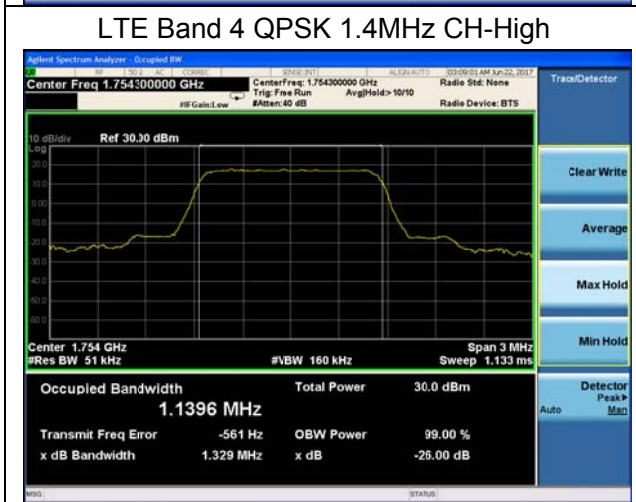 LTE Band 4 QPSK 1.4MHz CH-High
Agilent Spectrum Analyzer - Occupied BW
RF 50 Ω AC CORREC SENSE:INT ALIGN AUTO 03:09:01 AM Jun 22, 2017
Center Freq 1.754300000 GHz
Center Freq: 1.754300000 GHz
Radio Std: None
Trace/Detector
Trig: Free Run Avg|Hold:> 10/10
#IFGain:Low #Atten: 40 dB Radio Device: BTS
10 dB/div Ref 30.00 dBm
Log
20.0
10.0
0.00
-10.0
-20.0
-30.0
-40.0
-50.0
-60.0
Clear Write
Average
Max Hold
Min Hold
Center 1.754 GHz Span 3 MHz
#Res BW 51 kHz #VBW 160 kHz Sweep 1.133 ms
Occupied Bandwidth Total Power 30.0 dBm
1.1396 MHz
Transmit Freq Error -561 Hz OBW Power 99.00 %
x dB Bandwidth 1.329 MHz x dB -26.00 dB
Detector
Peak▶
Auto Man
MSG STATUS